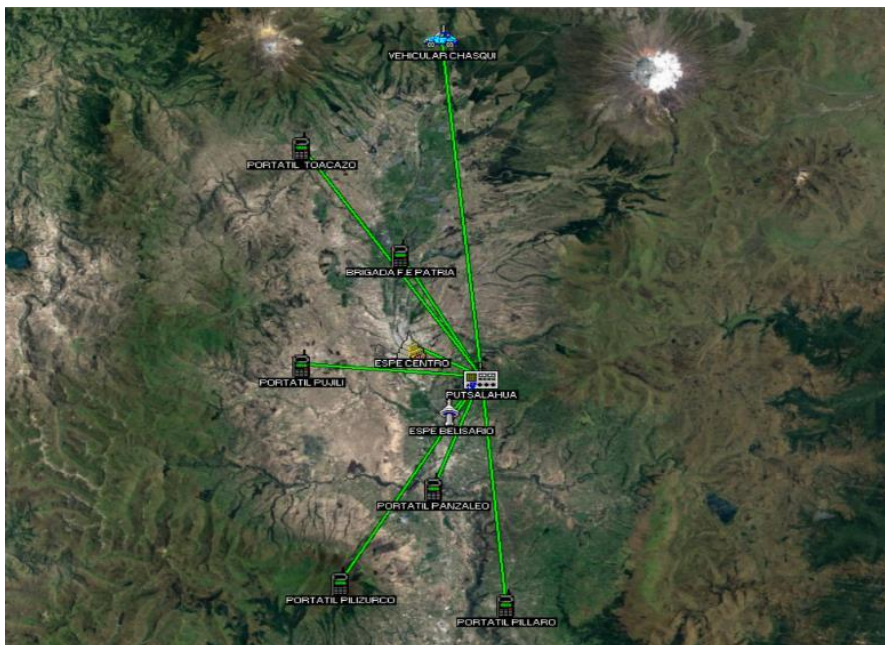 VEHICULAR CHASQUI
PORTATIL TOACAZO
BRIGADA F.E PATRIA
ESPE CENTRO
PORTATIL PUJILI
PUTSALAHUA
ESPE BELISARIO
PORTATIL PANZALEO
PORTATIL PILIZURCO
PORTATIL PILLARO